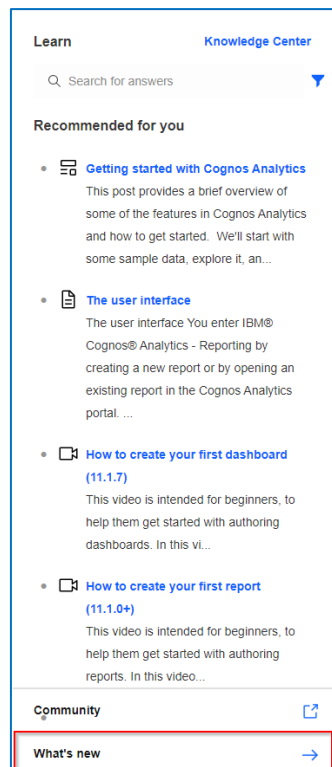 Learn
Knowledge Center
Search for answers
Recommended for you
Getting started with Cognos Analytics
This post provides a brief overview of
some of the features in Cognos Analytics
and how to get started. We'll start with
some sample data, explore it, an...
The user interface
The user interface You enter IBM®
Cognos® Analytics - Reporting by
creating a new report or by opening an
existing report in the Cognos Analytics
portal. ...
How to create your first dashboard
(11.1.7)
This video is intended for beginners, to
help them get started with authoring
dashboards. In this vi...
How to create your first report
(11.1.0+)
This video is intended for beginners, to
help them get started with authoring
reports. In this video...
Community
What's new